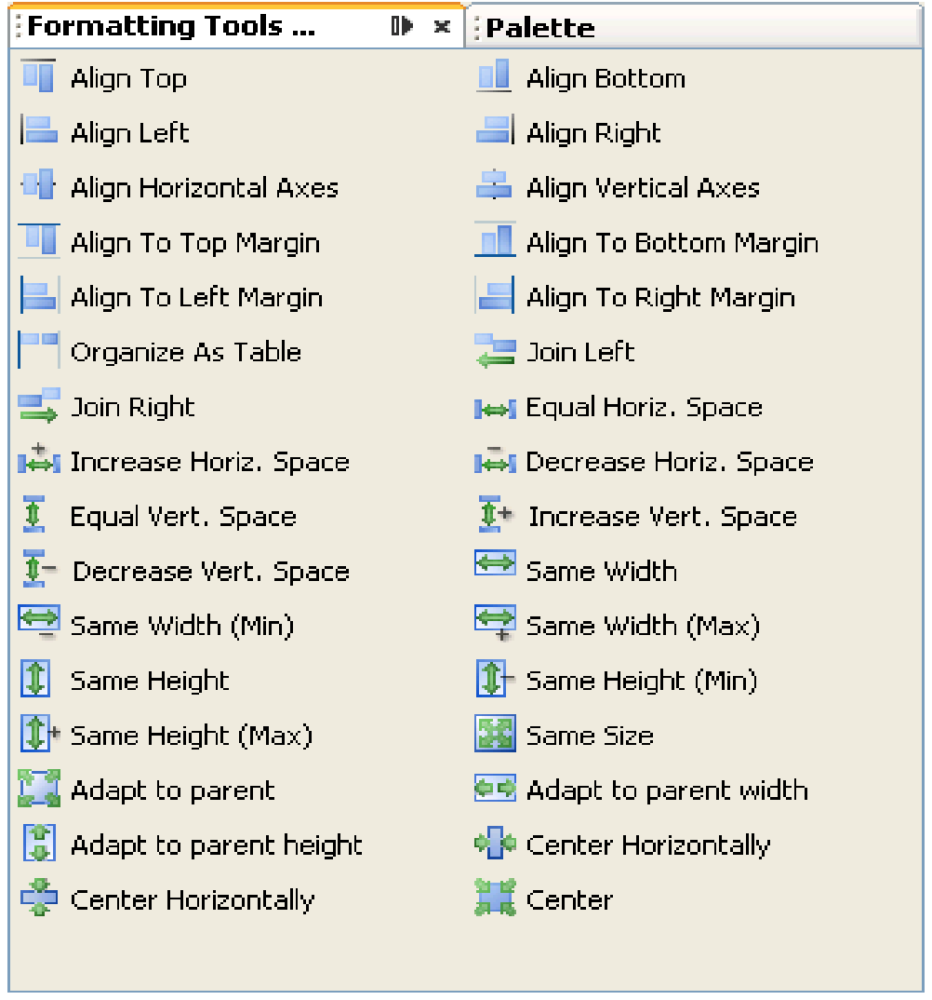 Formatting Tools ...
Palette
Align Top
Align Bottom
Align Left
Align Right
Align Horizontal Axes
Align Vertical Axes
Align To Top Margin
Align To Bottom Margin
Align To Left Margin
Align To Right Margin
Organize As Table
Join Left
Join Right
Equal Horiz. Space
Increase Horiz. Space
Decrease Horiz. Space
Equal Vert. Space
Increase Vert. Space
Decrease Vert. Space
Same Width
Same Width (Min)
Same Width (Max)
Same Height
Same Height (Min)
Same Height (Max)
Same Size
Adapt to parent
Adapt to parent width
Adapt to parent height
Center Horizontally
Center Horizontally
Center